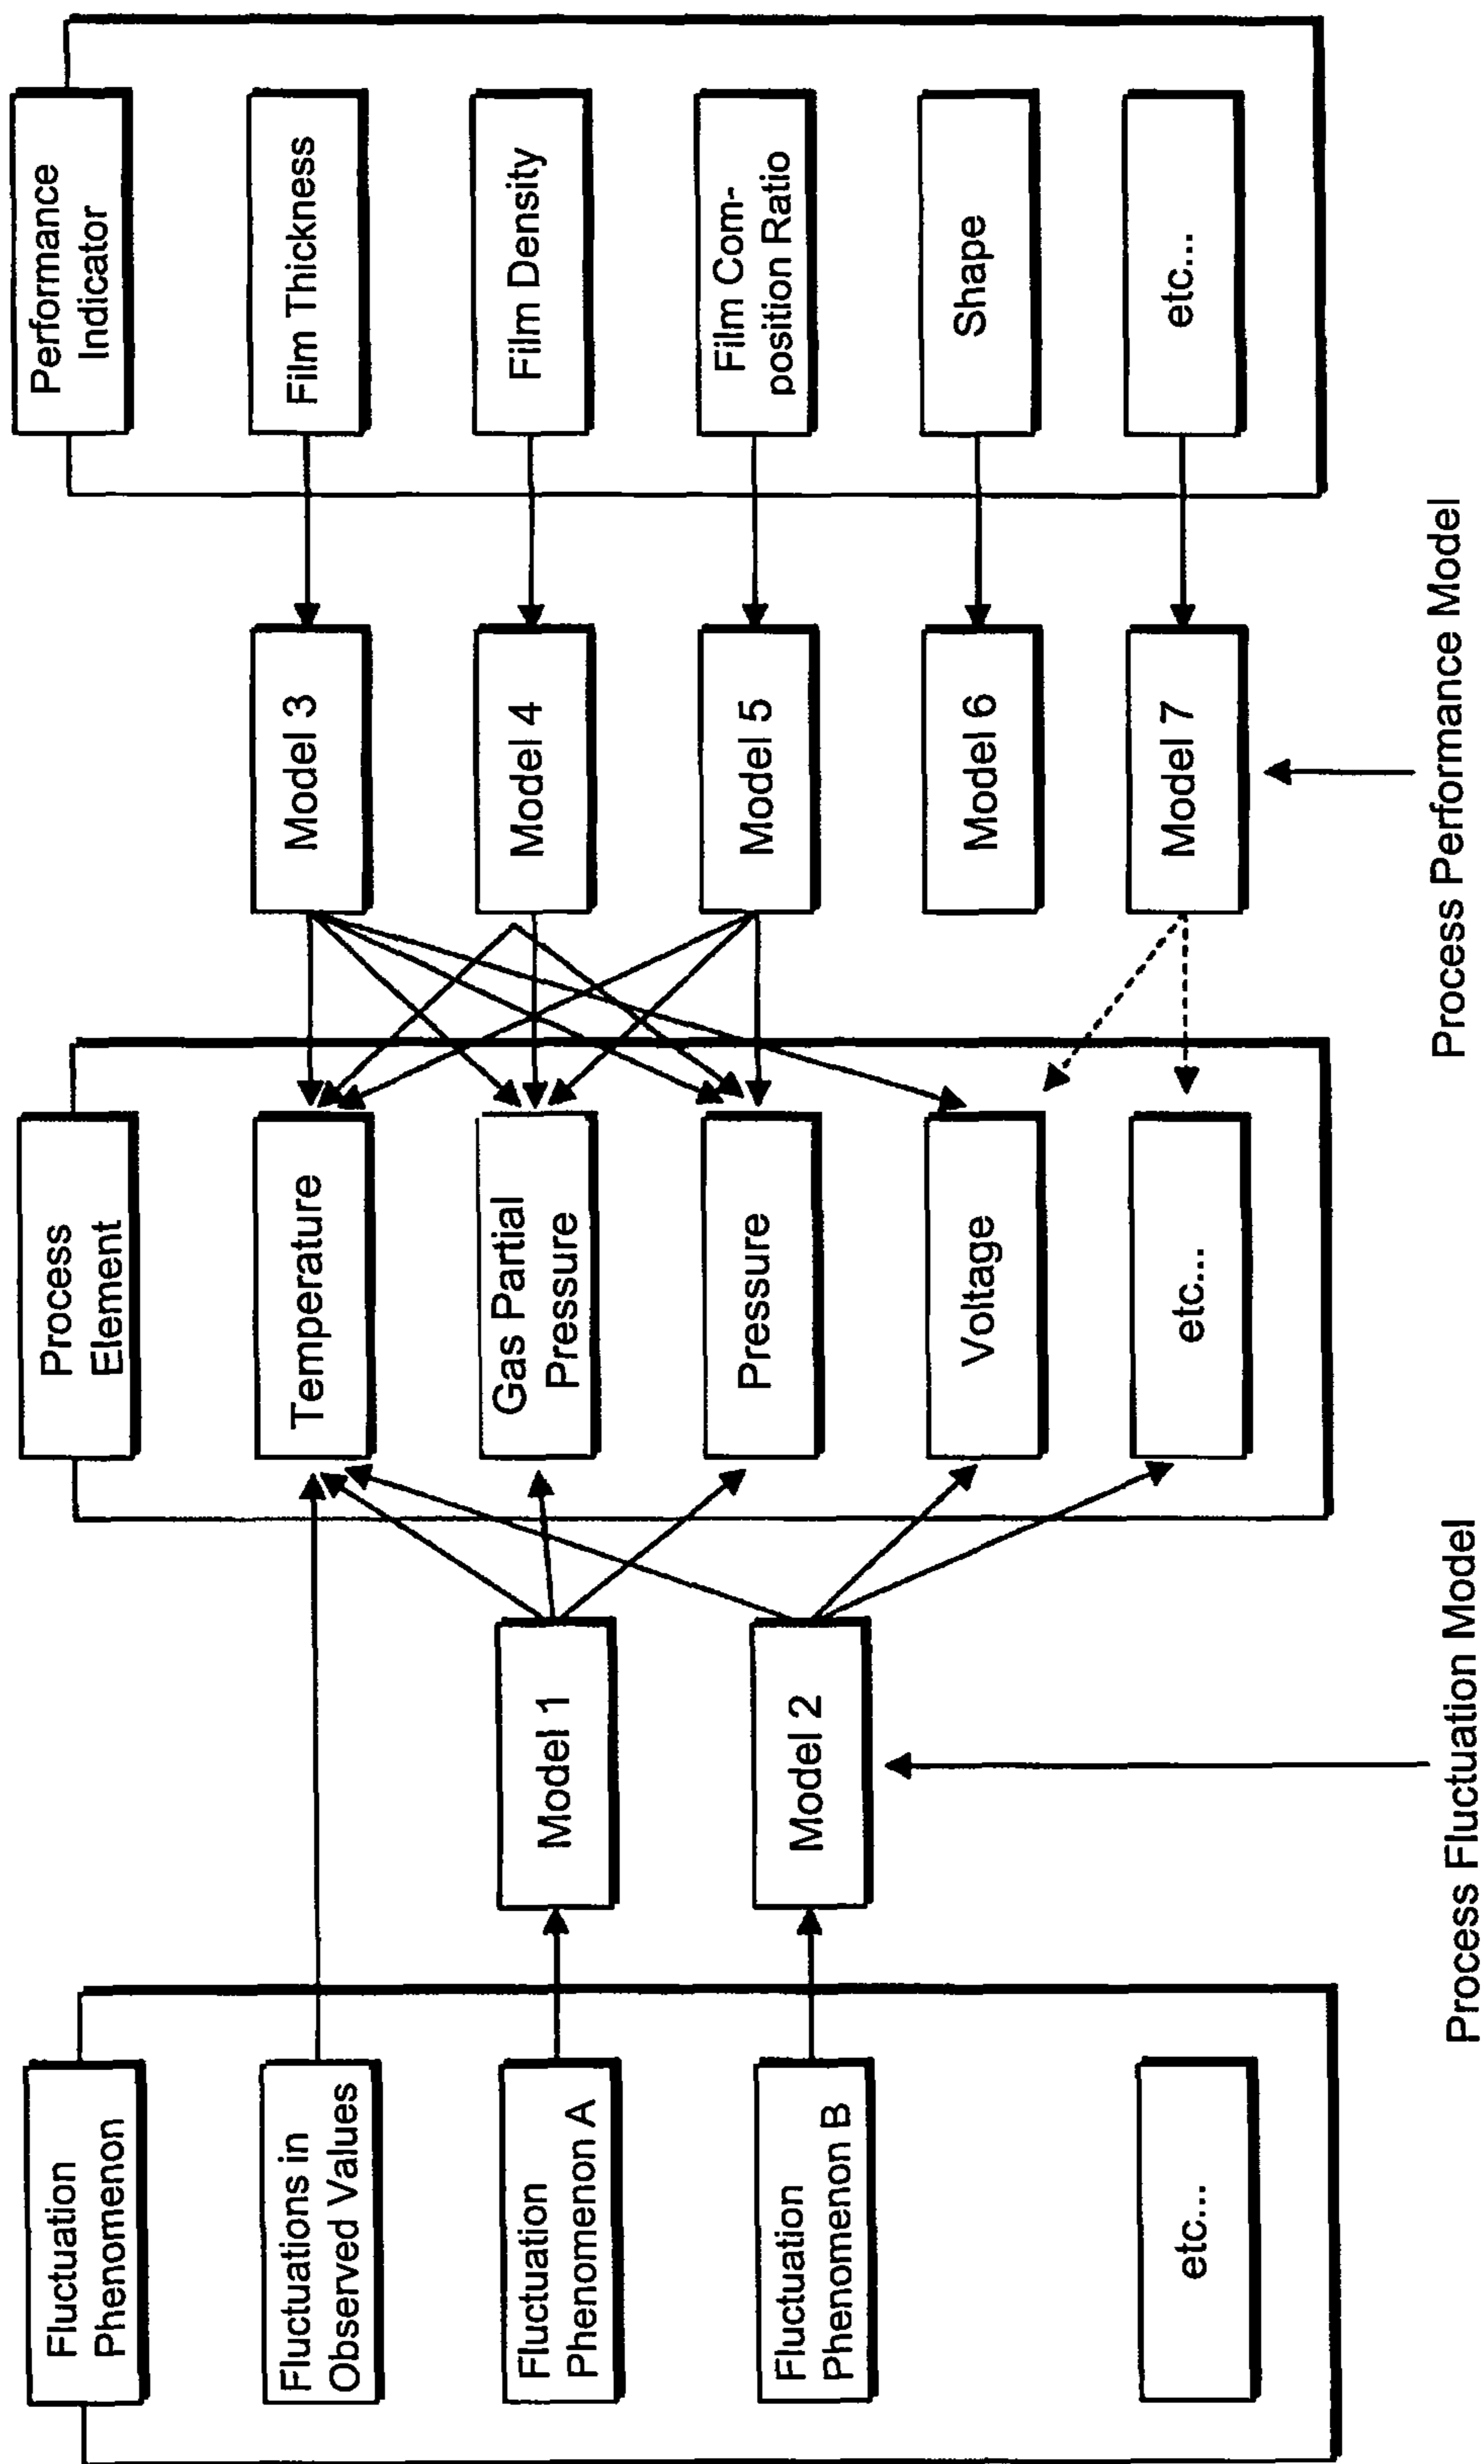 Fluctuation
Phenomenon
Fluctuations in
Observed Values
Fluctuation
Phenomenon A
Fluctuation
Phenomenon B
etc...
Model 1
Model 2
Process Fluctuation Model
Process
Element
Temperature
Gas Partial
Pressure
Pressure
Voltage
etc...
Model 3
Model 4
Model 5
Model 6
Model 7
Process Performance Model
Performance
Indicator
Film Thickness
Film Density
Film Com-
position Ratio
Shape
etc...